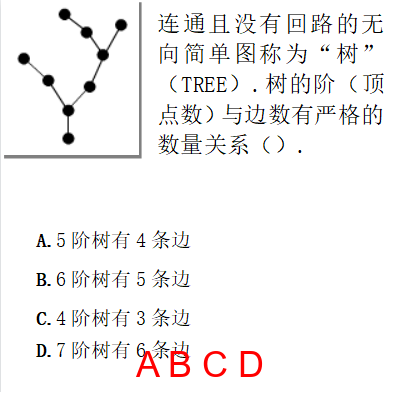 连通且没有回路的无
向简单图称为“树”
（TREE）.树的阶（顶
点数）与边数有严格的
数量关系（）.
A.5阶树有4条边
B.6阶树有5条边
C.4阶树有3条边
D.7阶树有6条边
A B C D